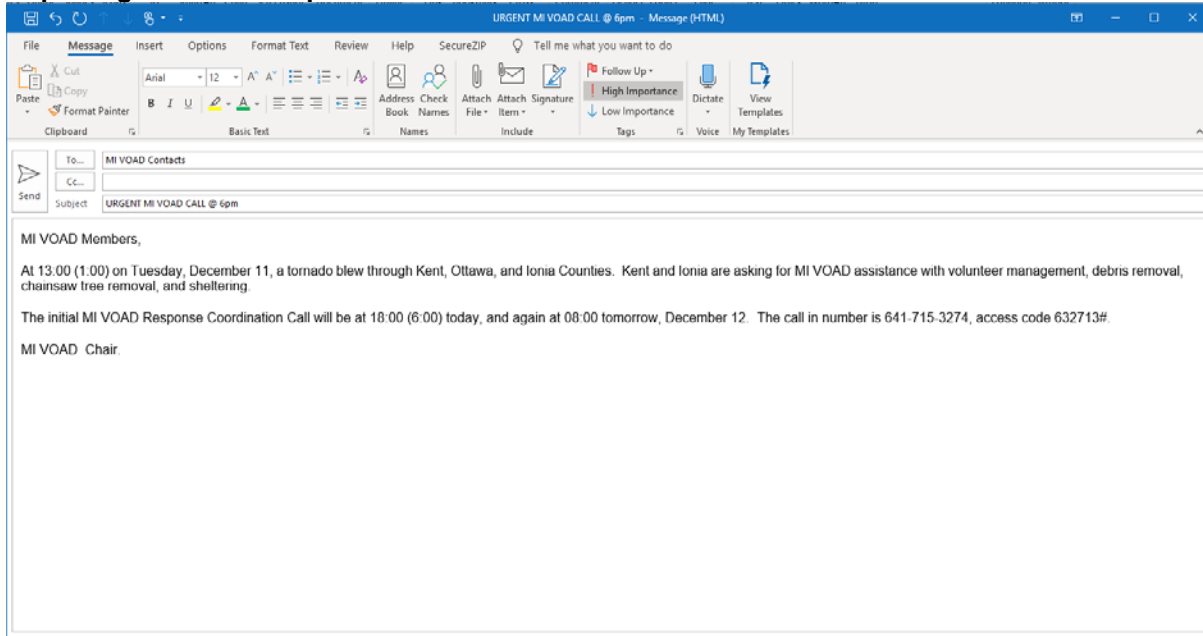 URGENT MI VOAD CALL @ 6pm - Message (HTML)
File Message Insert Options Format Text Review Help SecureZIP Tell me what you want to do
Paste
Cut
Copy
Format Painter
Clipboard
Arial 12
B I U
Basic Text
Address Book
Check Names
Names
Attach File
Attach Item
Signature
Include
Follow Up
High Importance
Low Importance
Tags
Dictate
Voice
View Templates
My Templates
Send
To... MI VOAD Contacts
Cc...
Subject URGENT MI VOAD CALL @ 6pm
MI VOAD Members,
At 13:00 (1:00) on Tuesday, December 11, a tornado blew through Kent, Ottawa, and Ionia Counties. Kent and Ionia are asking for MI VOAD assistance with volunteer management, debris removal,
chainsaw tree removal, and sheltering.
The initial MI VOAD Response Coordination Call will be at 18:00 (6:00) today, and again at 08:00 tomorrow, December 12. The call in number is 641-715-3274, access code 632713#.
MI VOAD Chair.